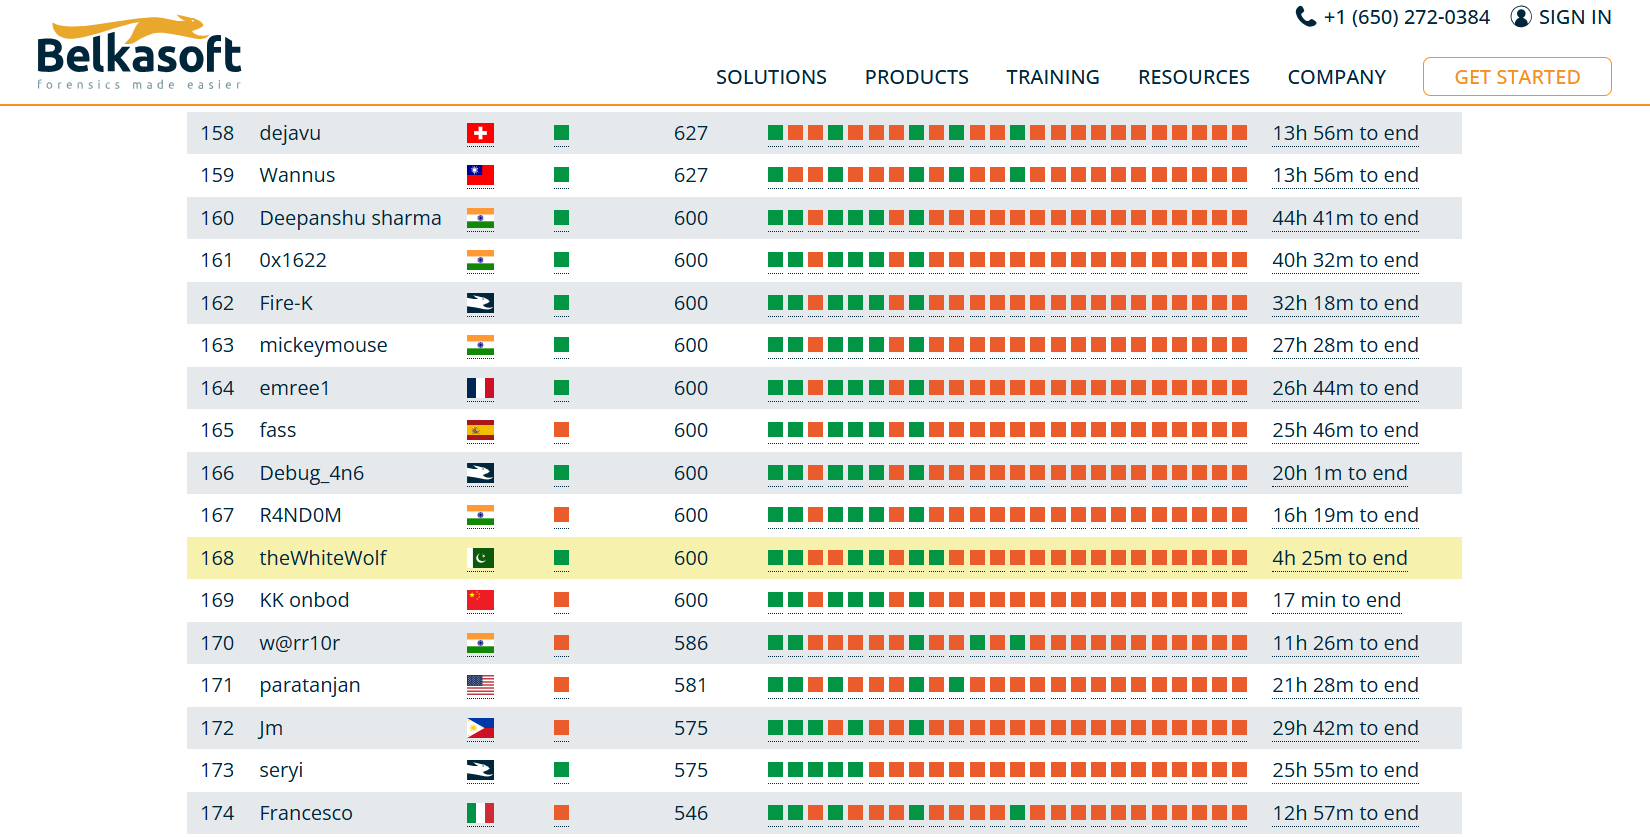 +1 (650) 272-0384 SIGN IN
Belkasoft
forensics made easier
SOLUTIONS PRODUCTS TRAINING RESOURCES COMPANY GET STARTED
158 dejavu 627 13h 56m to end
159 Wannus 627 13h 56m to end
160 Deepanshu sharma 600 44h 41m to end
161 0x1622 600 40h 32m to end
162 Fire-K 600 32h 18m to end
163 mickeymouse 600 27h 28m to end
164 emree1 600 26h 44m to end
165 fass 600 25h 46m to end
166 Debug_4n6 600 20h 1m to end
167 R4ND0M 600 16h 19m to end
168 theWhiteWolf 600 4h 25m to end
169 KK onbod 600 17 min to end
170 w@rr10r 586 11h 26m to end
171 paratanjan 581 21h 28m to end
172 Jm 575 29h 42m to end
173 seryi 575 25h 55m to end
174 Francesco 546 12h 57m to end